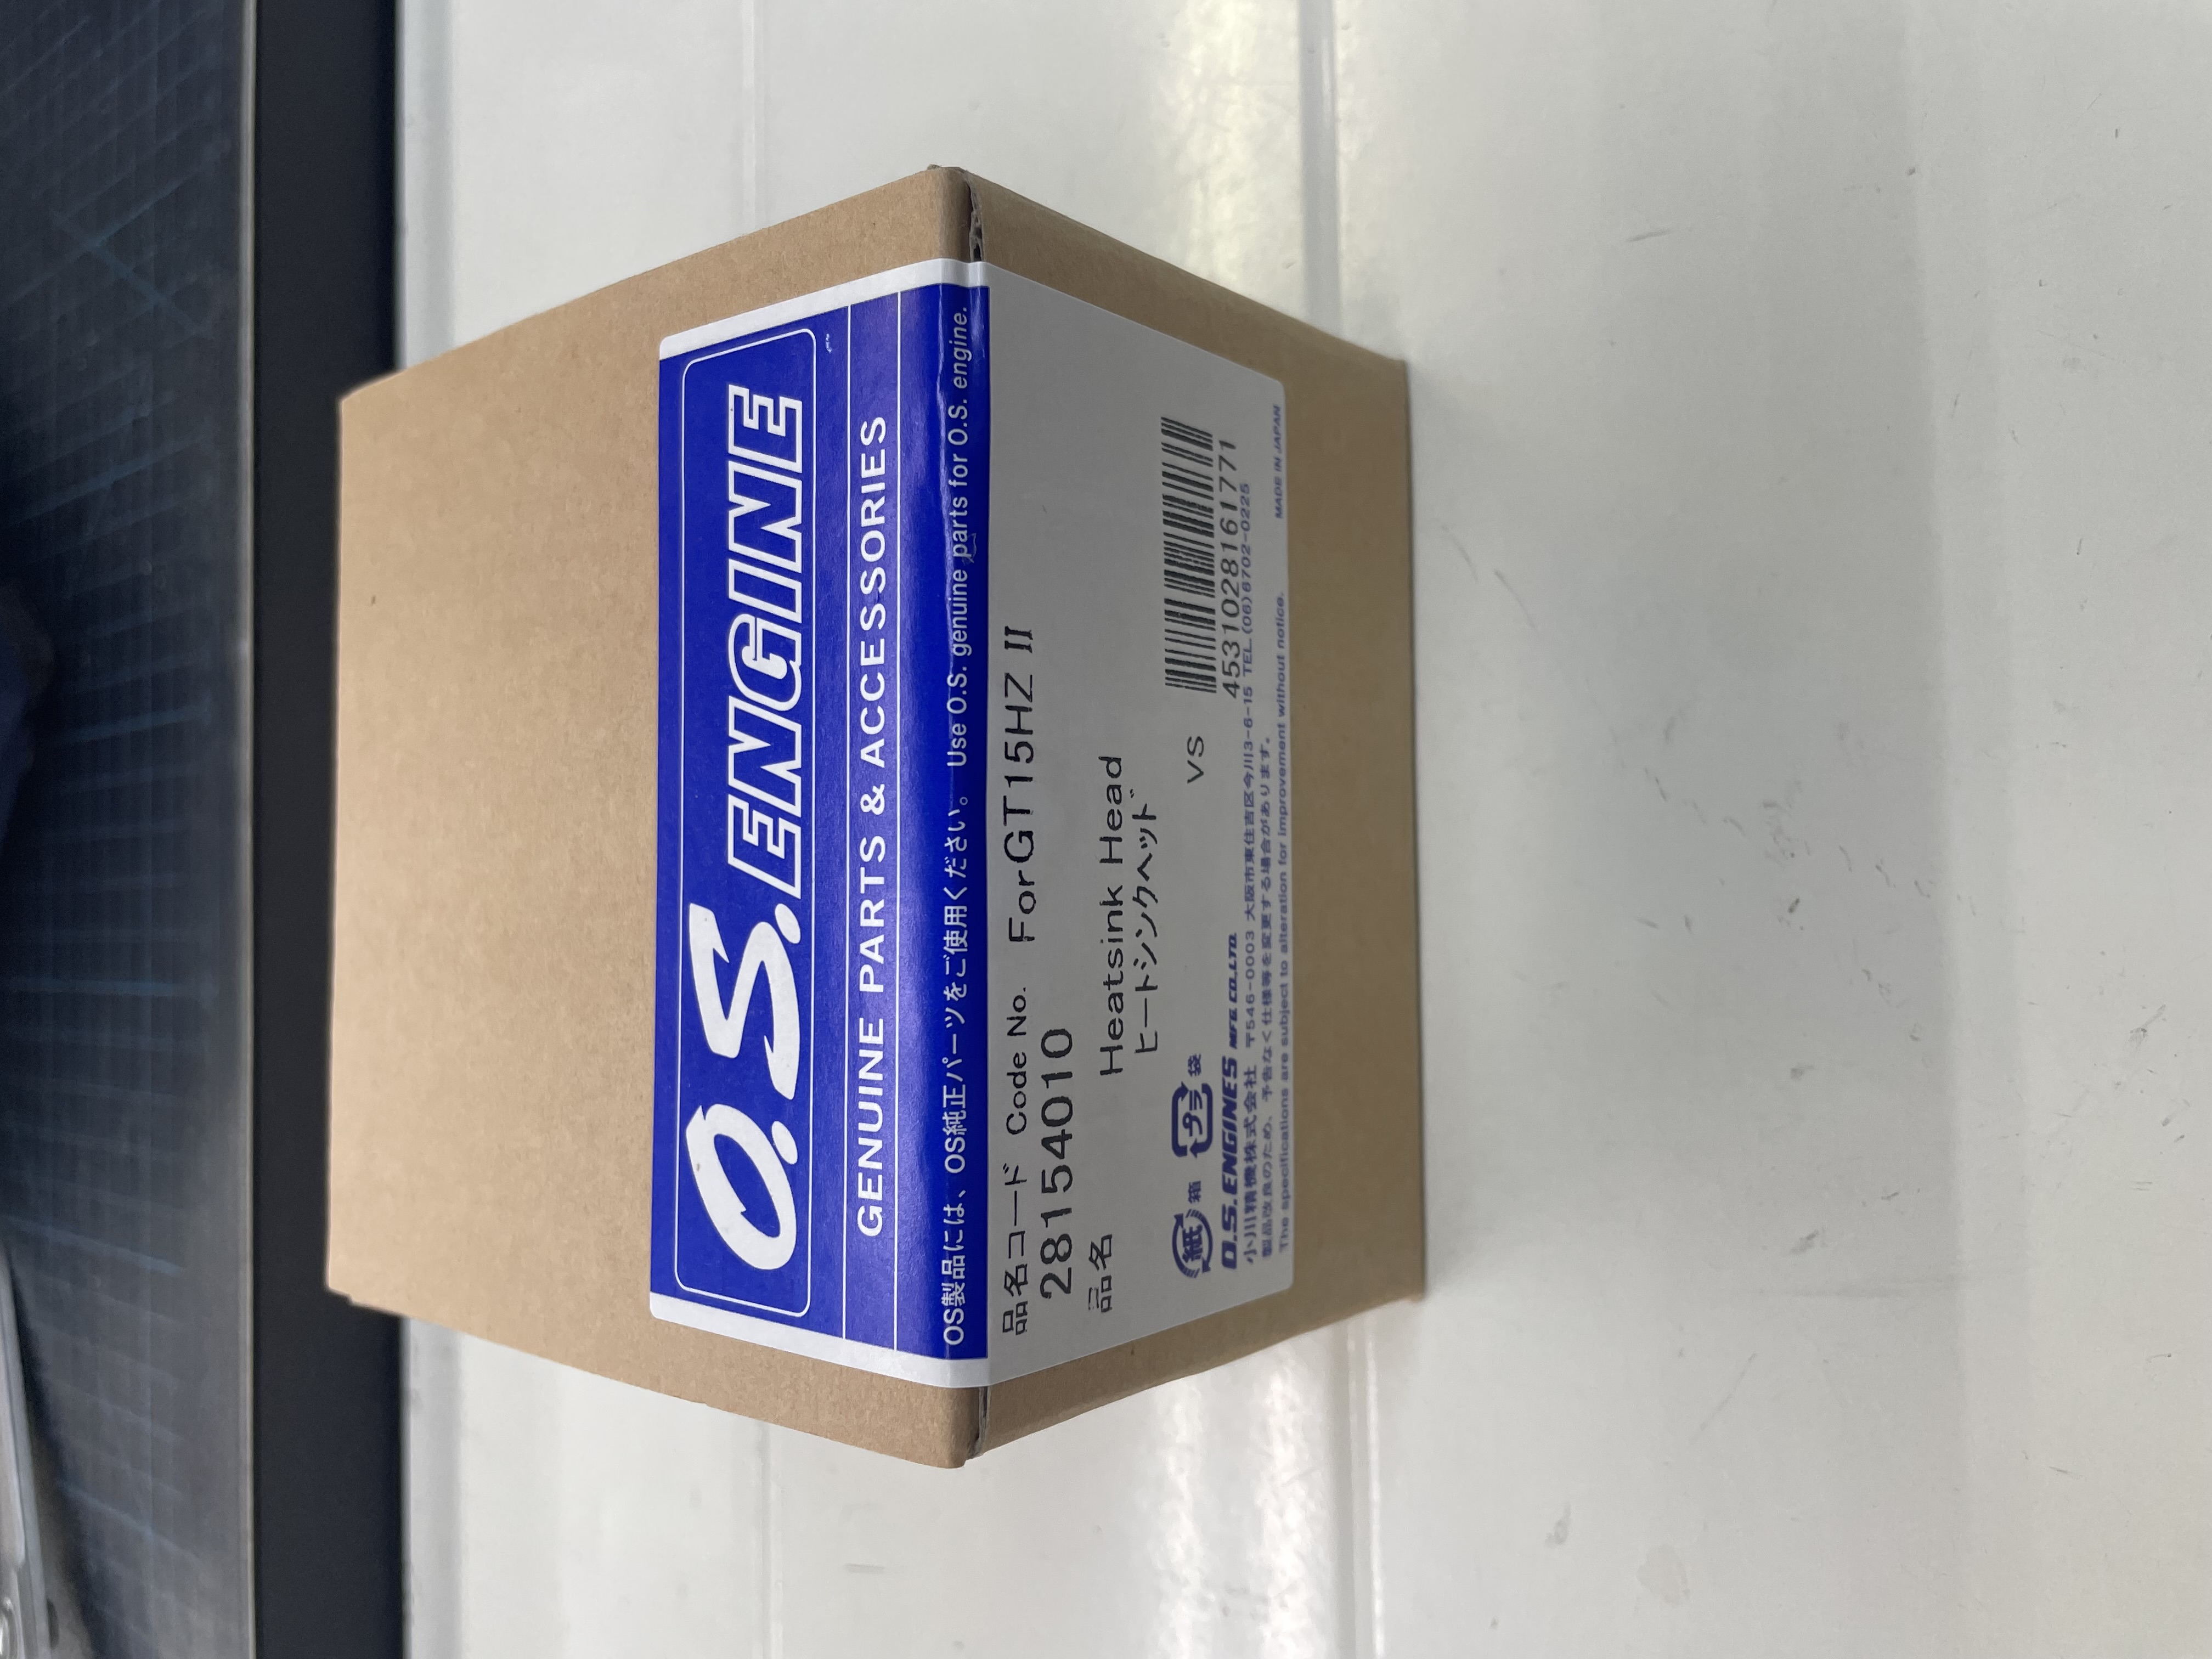 O.S. ENGINE
GENUINE PARTS & ACCESSORIES
OS製品には、OS純正パーツをご使用ください。 Use O.S. genuine parts for O.S. engine.
品名コード Code No. For GT15HZ II
28154010
品名 Heatsink Head
ヒートシンクヘッド
紙 箱 プラ 袋 VS
4531028161771
O.S. ENGINES MFG. CO., LTD.
小川精機株式会社 〒546-0003 大阪市東住吉区今川3-6-15 TEL.(06)6702-0225
製品改良のため、予告なく仕様等を変更する場合があります。 MADE IN JAPAN
The specifications are subject to alteration for improvement without notice.